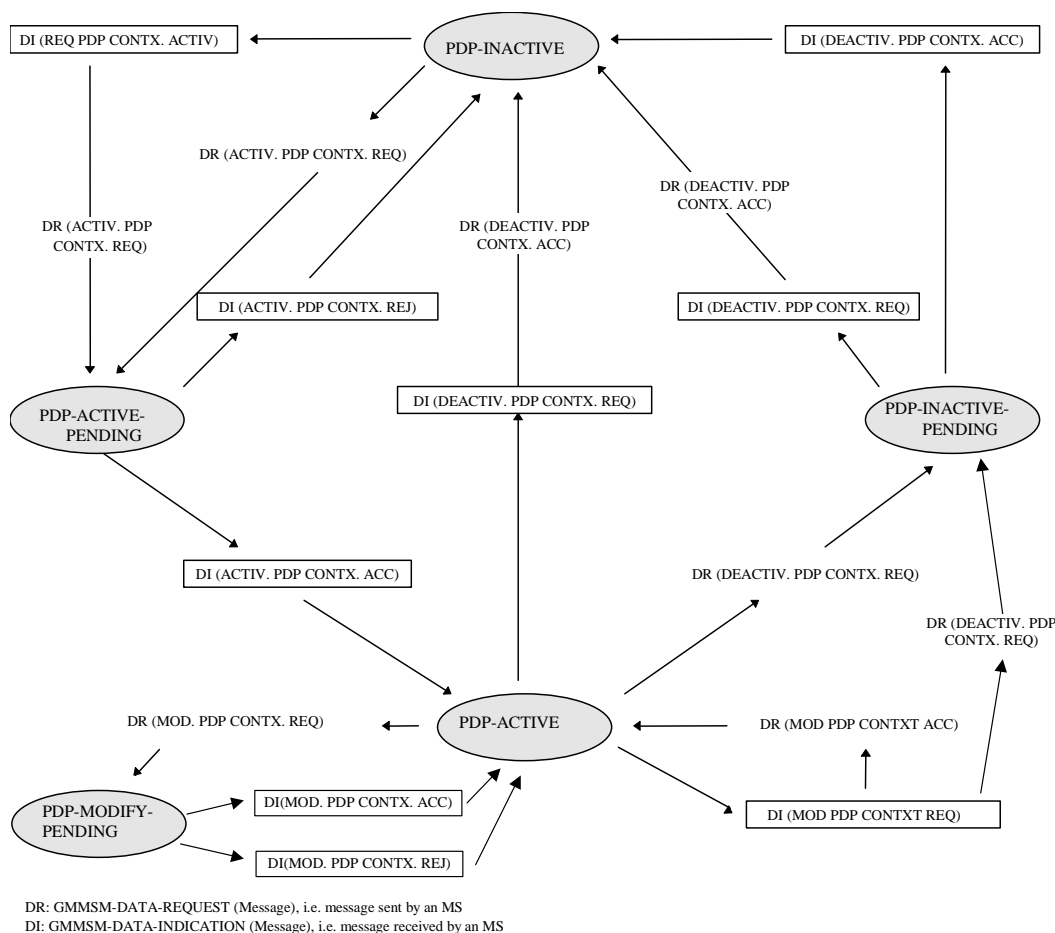 DI (REQ PDP CONTX. ACTIV)
PDP-INACTIVE
DI (DEACTIV. PDP CONTX. ACC)
DR (ACTIV. PDP CONTX. REQ)
DR (DEACTIV. PDP
CONTX. ACC)
DR (ACTIV. PDP
CONTX. REQ)
DR (DEACTIV. PDP
CONTX. ACC)
DI (ACTIV. PDP CONTX. REJ)
DI (DEACTIV. PDP CONTX. REQ)
PDP-ACTIVE-
PENDING
DI (DEACTIV. PDP CONTX. REQ)
PDP-INACTIVE-
PENDING
DI (ACTIV. PDP CONTX. ACC)
DR (DEACTIV. PDP CONTX. REQ)
DR (DEACTIV. PDP
CONTX. REQ)
DR (MOD. PDP CONTX. REQ)
PDP-ACTIVE
DR (MOD PDP CONTXT ACC)
PDP-MODIFY-
PENDING
DI(MOD. PDP CONTX. ACC)
DI (MOD PDP CONTXT REQ)
DI(MOD. PDP CONTX. REJ)
DR: GMMSM-DATA-REQUEST (Message), i.e. message sent by an MS
DI: GMMSM-DATA-INDICATION (Message), i.e. message received by an MS